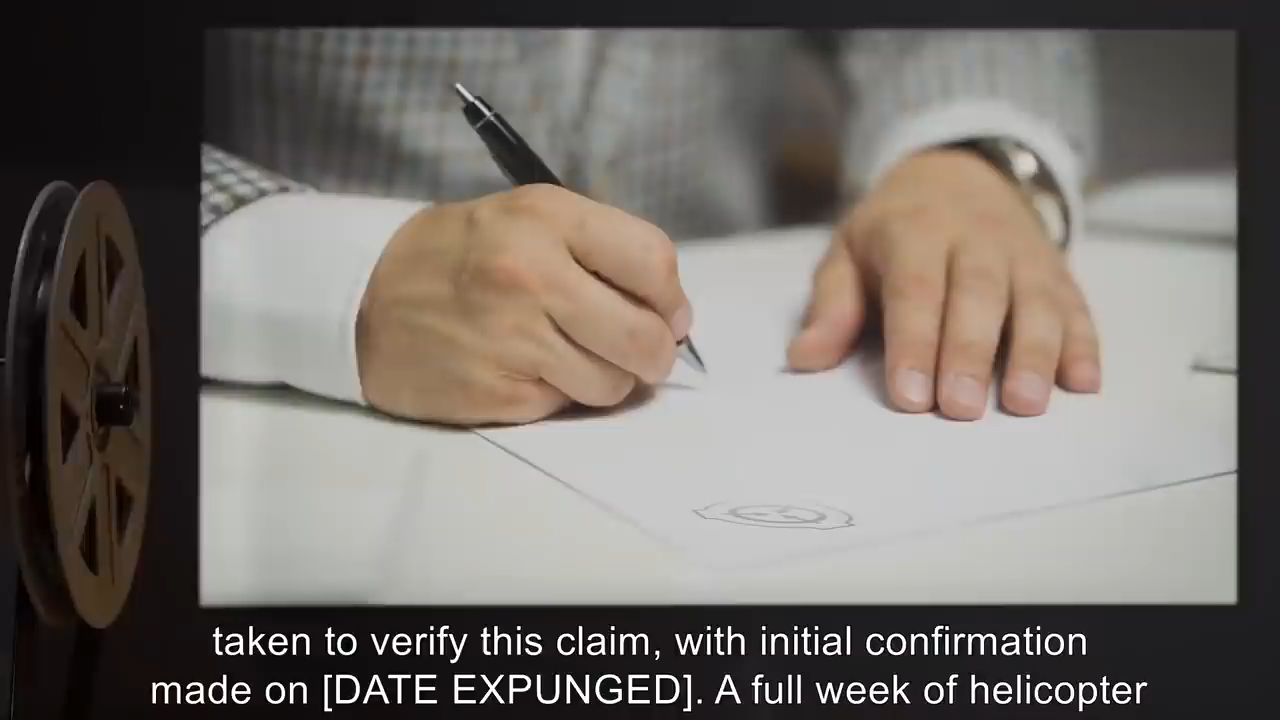 taken to verify this claim, with initial confirmation
made on [DATE EXPUNGED]. A full week of helicopter